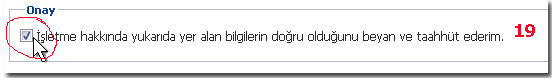 Onay
İşletme hakkında yukarıda yer alan bilgilerin doğru olduğunu beyan ve taahhüt ederim. 19